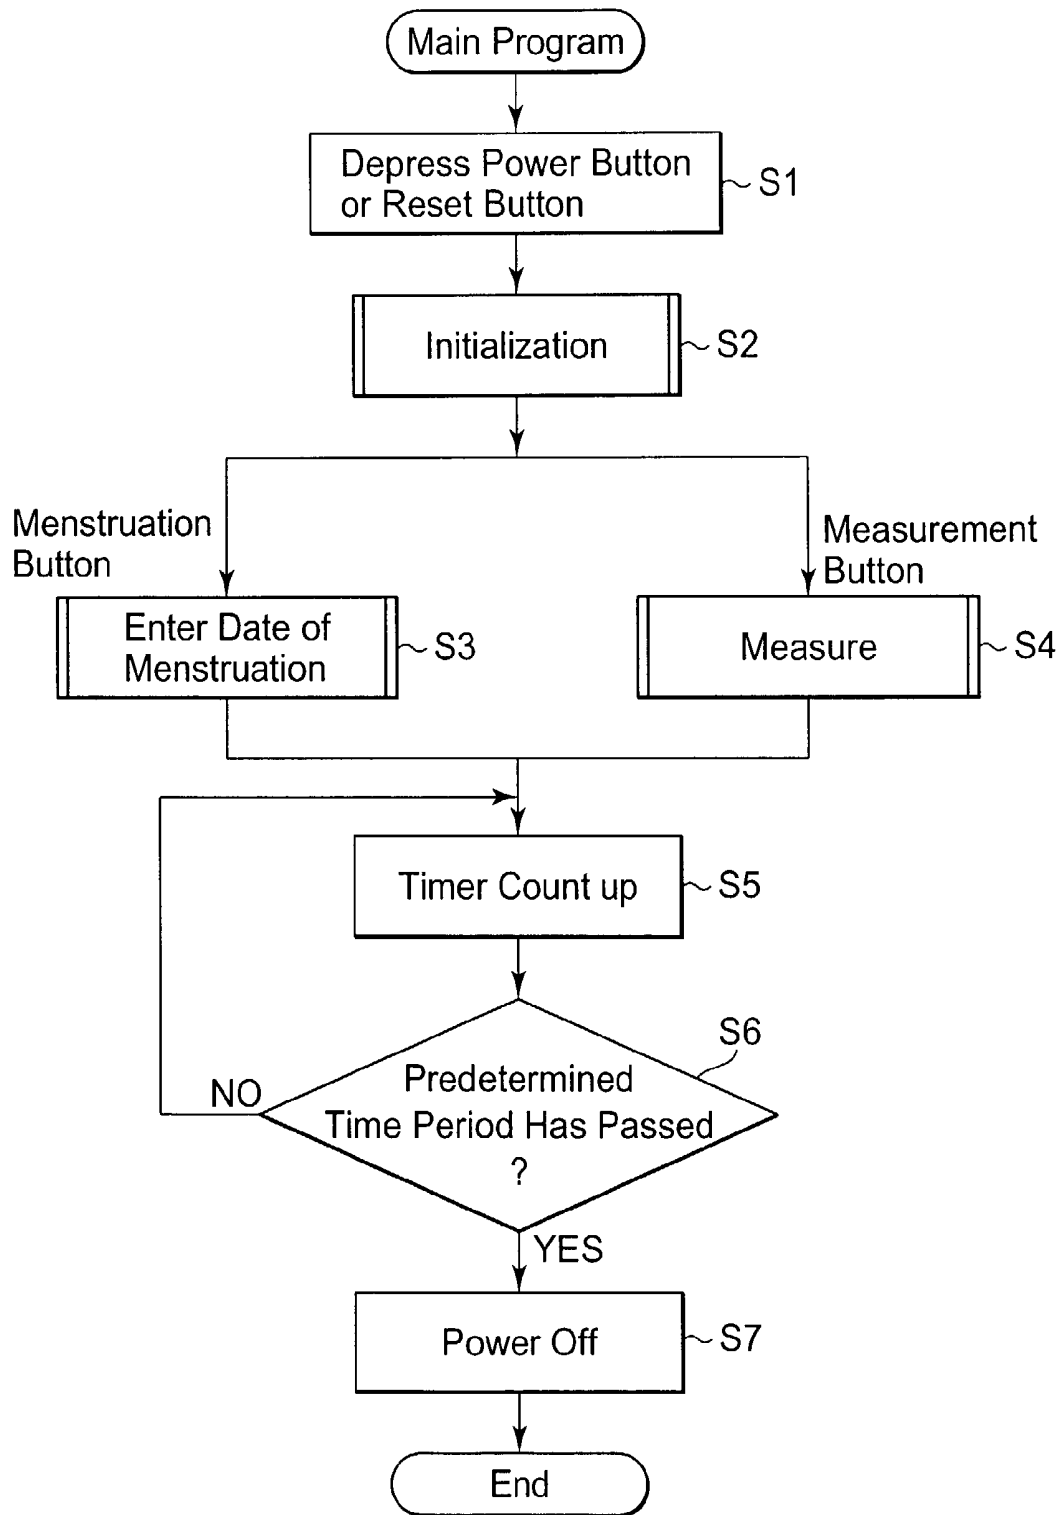 Main Program
Depress Power Button
or Reset Button
S1
Initialization
S2
Menstruation
Button
Measurement
Button
Enter Date of
Menstruation
S3
Measure
S4
Timer Count up
S5
S6
Predetermined
Time Period Has Passed
?
NO
YES
Power Off
S7
End